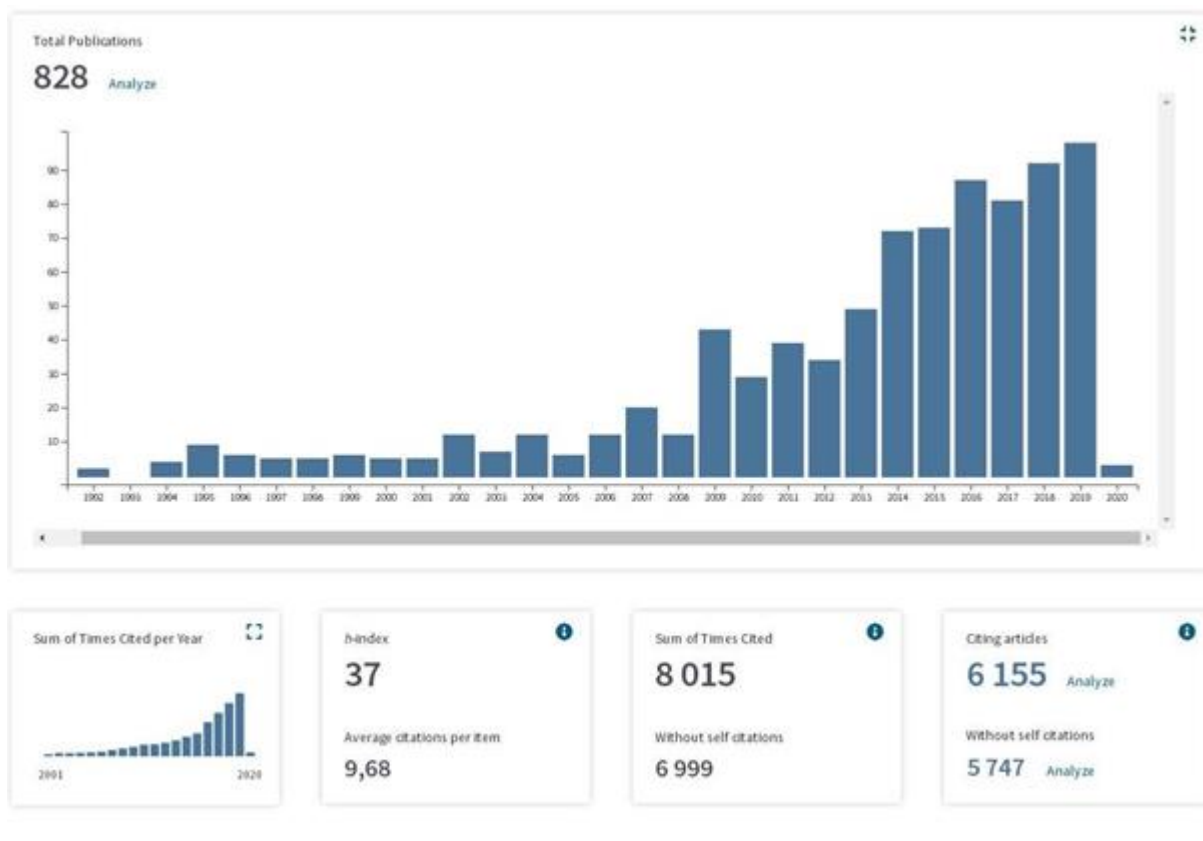 Total Publications
828 Analyze
90
80
70
60
50
40
30
20
10
1992 1993 1994 1995 1996 1997 1998 1999 2000 2001 2002 2003 2004 2005 2006 2007 2008 2009 2010 2011 2012 2013 2014 2015 2016 2017 2018 2019 2020
Sum of Times Cited per Year
2001 2020
h-index
37
Average citations per item
9,68
Sum of Times Cited
8 015
Without self citations
6 999
Citing articles
6 155 Analyze
Without self citations
5 747 Analyze